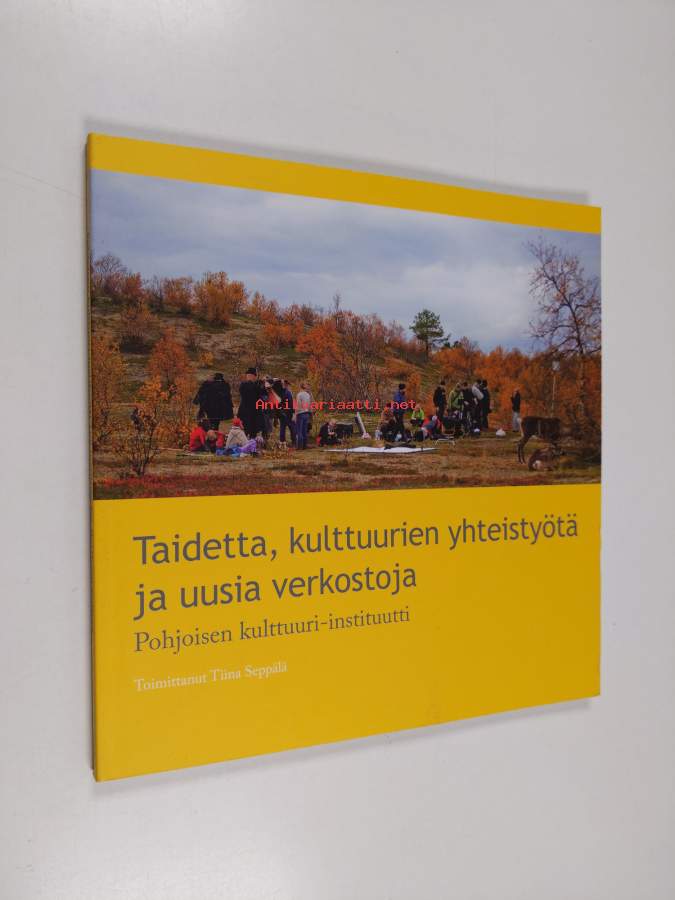 Antikvariaatti.net
Taidetta, kulttuurien yhteistyötä
ja uusia verkostoja
Pohjoisen kulttuuri-instituutti
Toimittanut Tiina Seppälä